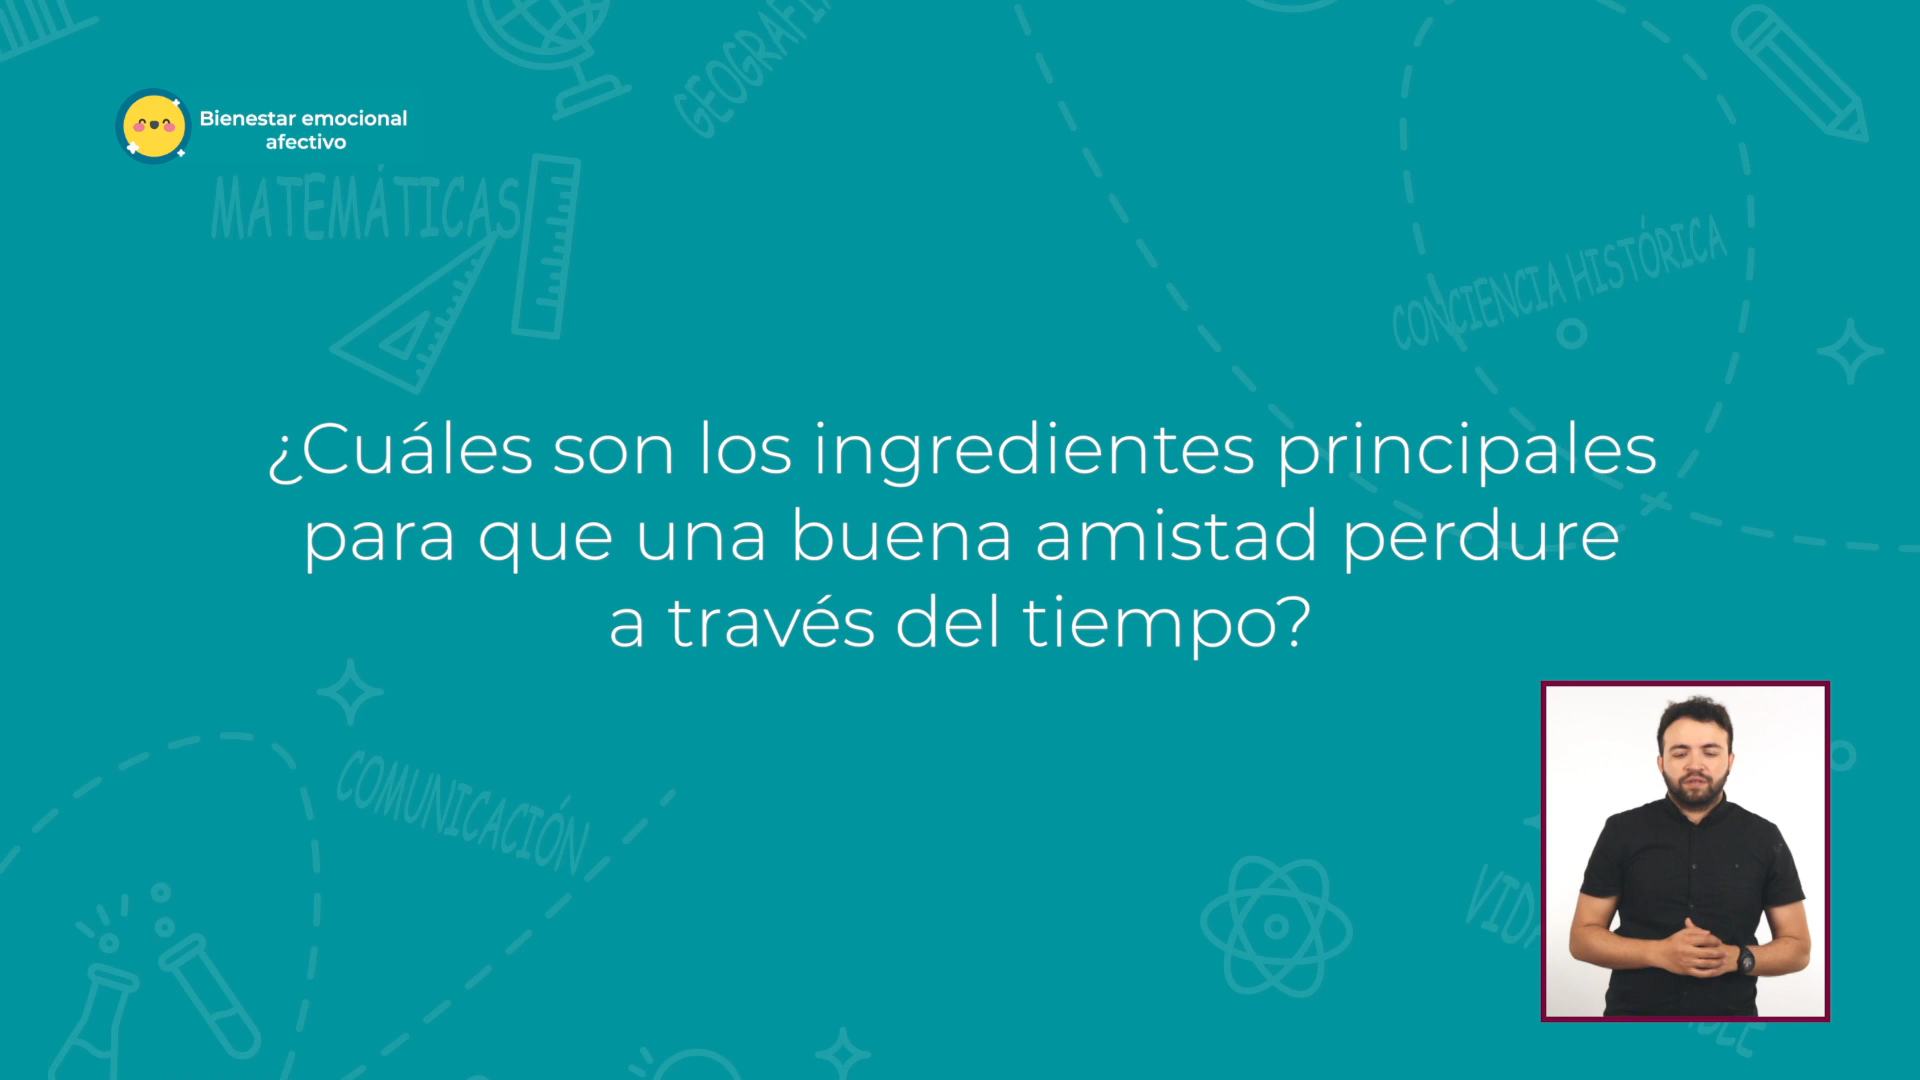 GEOGRAFÍA
Bienestar emocional
afectivo
MATEMÁTICAS
CONCIENCIA HISTÓRICA
¿Cuáles son los ingredientes principales
para que una buena amistad perdure
a través del tiempo?
COMUNICACIÓN